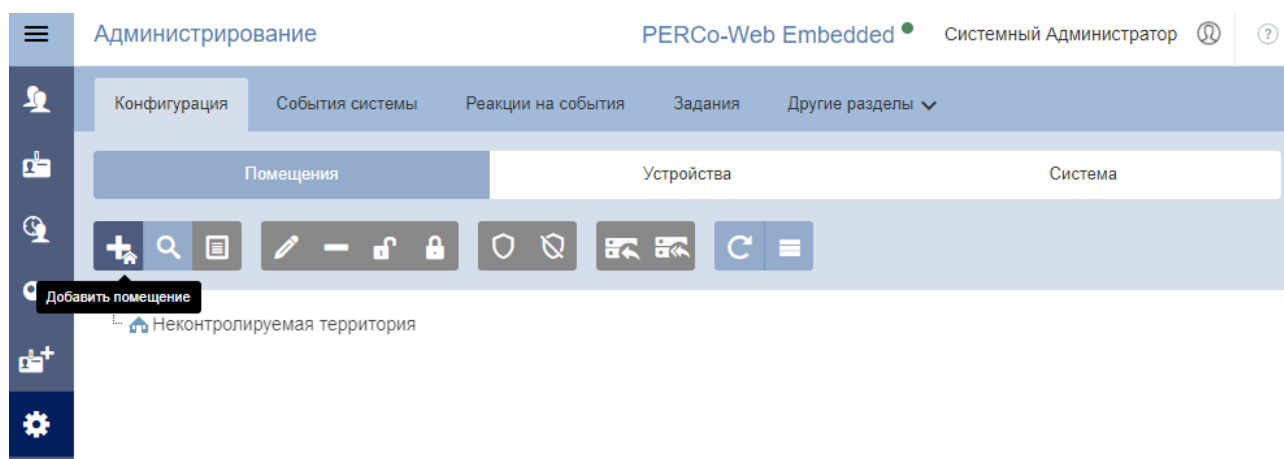 Администрирование PERCo-Web Embedded Системный Администратор ?
Конфигурация События системы Реакции на события Задания Другие разделы
Помещения Устройства Система
Добавить помещение
Неконтролируемая территория